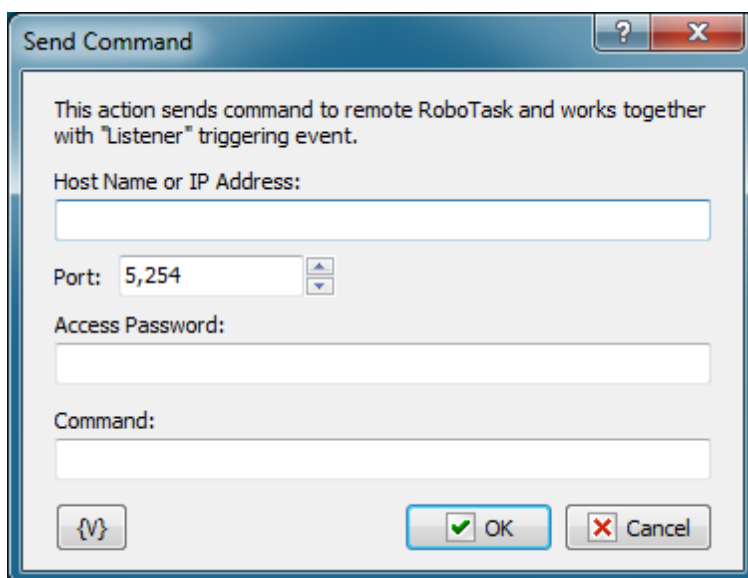 Send Command
?
This action sends command to remote RoboTask and works together
with "Listener" triggering event.
Host Name or IP Address:
Port: 5,254
Access Password:
Command:
{V} OK Cancel